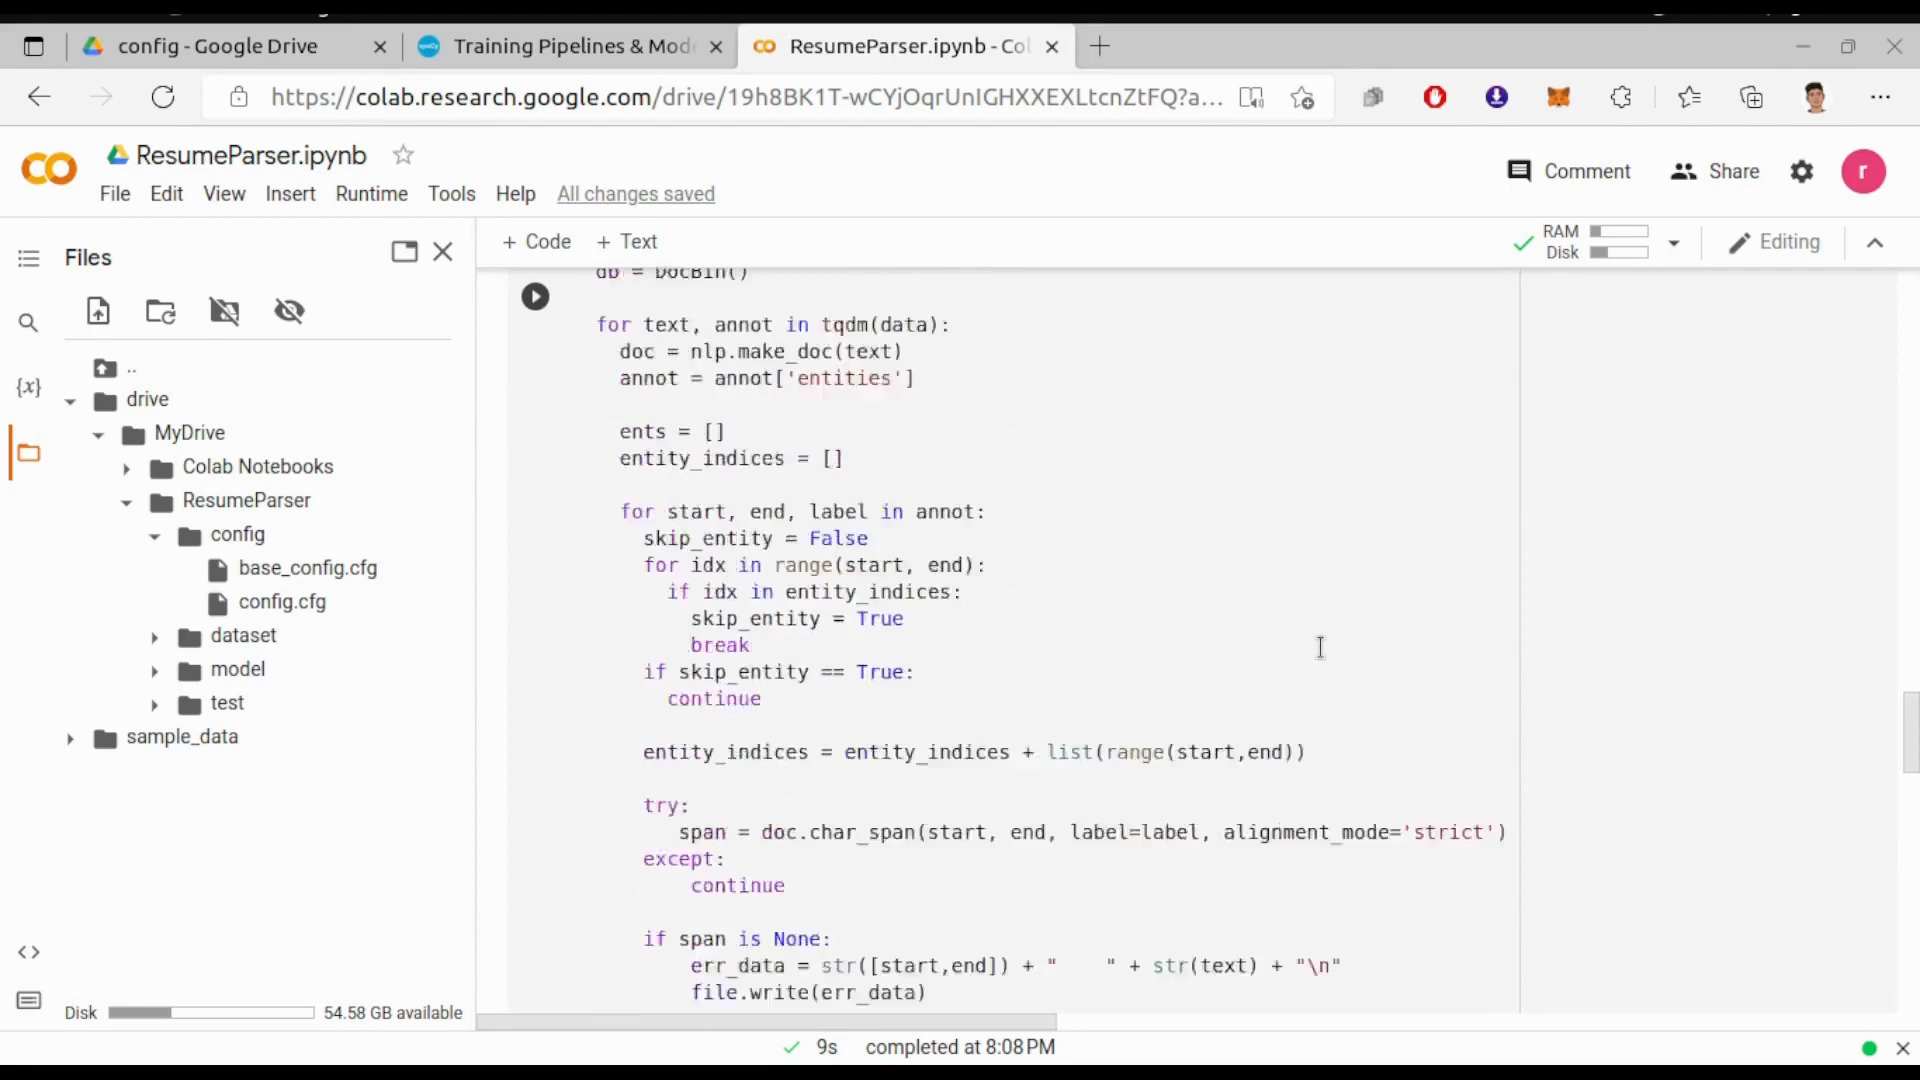 config - Google Drive
Training Pipelines & Mode
ResumeParser.ipynb - Co
https://colab.research.google.com/drive/19h8BK1T-wCYjOqrUnIGHXXEXLtcnZtFQ?a...
ResumeParser.ipynb
Comment
Share
r
File Edit View Insert Runtime Tools Help All changes saved
Files
+ Code + Text
RAM
Disk
Editing
{x}
..
drive
MyDrive
Colab Notebooks
ResumeParser
config
base_config.cfg
config.cfg
dataset
model
test
sample_data
db = DocBin()
for text, annot in tqdm(data):
doc = nlp.make_doc(text)
annot = annot['entities']
ents = []
entity_indices = []
for start, end, label in annot:
skip_entity = False
for idx in range(start, end):
if idx in entity_indices:
skip_entity = True
break
if skip_entity == True:
continue
entity_indices = entity_indices + list(range(start,end))
try:
span = doc.char_span(start, end, label=label, alignment_mode='strict')
except:
continue
if span is None:
err_data = str([start,end]) + "    " + str(text) + "\n"
file.write(err_data)
Disk
54.58 GB available
9s completed at 8:08 PM